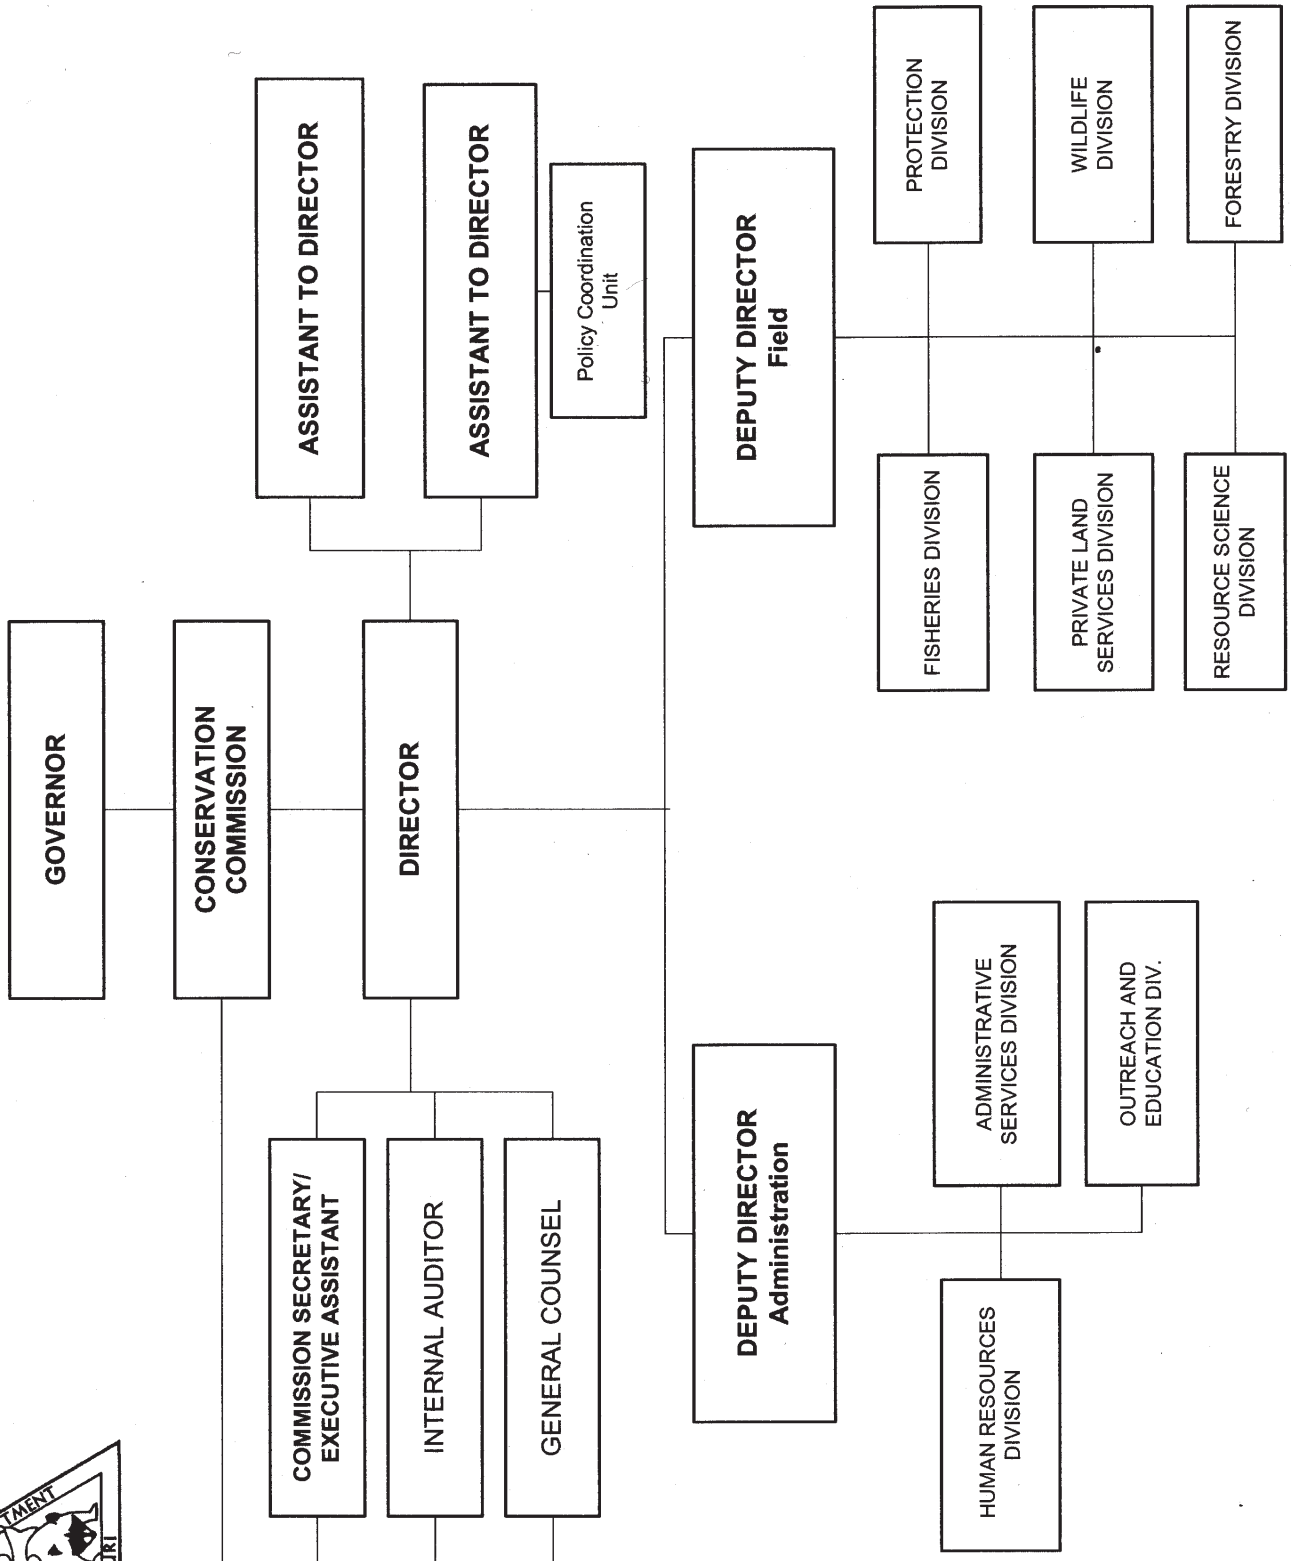 GOVERNOR
CONSERVATION
COMMISSION
DIRECTOR
COMMISSION SECRETARY/
EXECUTIVE ASSISTANT
INTERNAL AUDITOR
GENERAL COUNSEL
ASSISTANT TO DIRECTOR
ASSISTANT TO DIRECTOR
Policy Coordination
Unit
DEPUTY DIRECTOR
Administration
DEPUTY DIRECTOR
Field
HUMAN RESOURCES
DIVISION
ADMINISTRATIVE
SERVICES DIVISION
OUTREACH AND
EDUCATION DIV.
FISHERIES DIVISION
PROTECTION
DIVISION
PRIVATE LAND
SERVICES DIVISION
WILDLIFE
DIVISION
RESOURCE SCIENCE
DIVISION
FORESTRY DIVISION